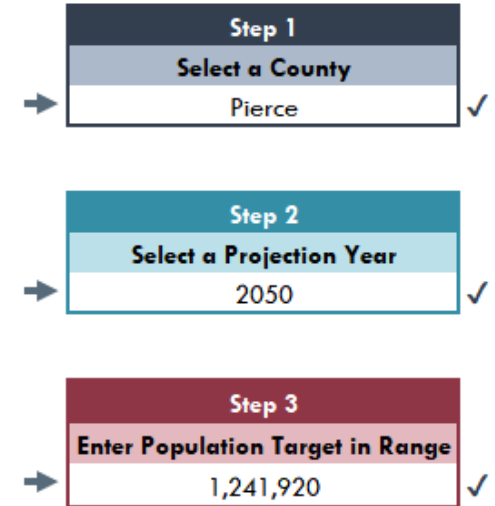 Step 1
Select a County
Pierce
Step 2
Select a Projection Year
2050
Step 3
Enter Population Target in Range
1,241,920